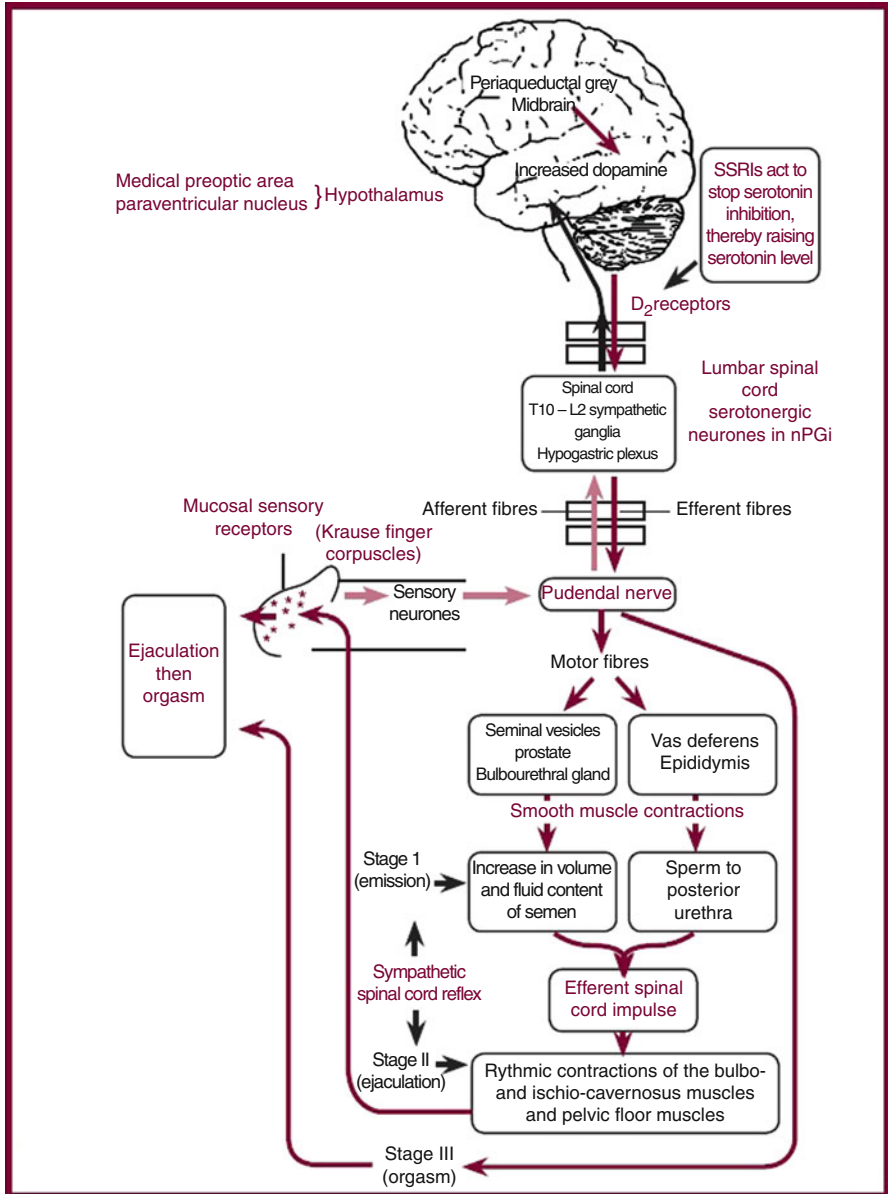 Periaqueductal grey
Midbrain
Increased dopamine
Medical preoptic area
paraventricular nucleus
}Hypothalamus
SSRIs act to
stop serotonin
inhibition,
thereby raising
serotonin level
D2receptors
Spinal cord
T10 – L2 sympathetic
ganglia
Hypogastric plexus
Lumbar spinal
cord
serotonergic
neurones in nPGi
Afferent fibres
Efferent fibres
Mucosal sensory
receptors
(Krause finger
corpuscles)
Sensory
neurones
Pudendal nerve
Ejaculation
then
orgasm
Motor fibres
Seminal vesicles
prostate
Bulbourethral gland
Vas deferens
Epididymis
Smooth muscle contractions
Stage 1
(emission)
Increase in volume
and fluid content
of semen
Sperm to
posterior
urethra
Sympathetic
spinal cord reflex
Efferent spinal
cord impulse
Stage II
(ejaculation)
Rythmic contractions of the bulbo-
and ischio-cavernosus muscles
and pelvic floor muscles
Stage III
(orgasm)